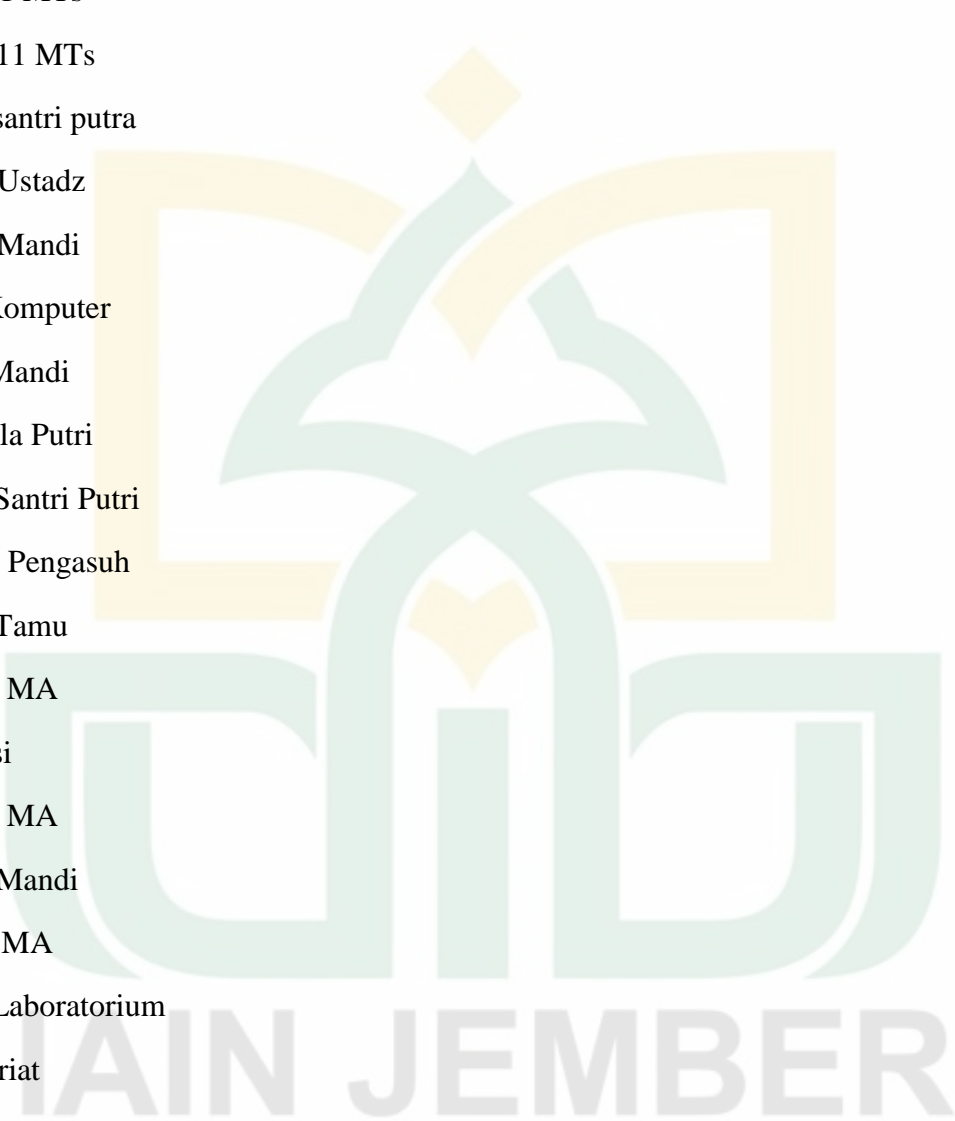 11 MTs
santri putra
Ustadz
Mandi
Komputer
Mandi
la Putri
Santri Putri
Pengasuh
Tamu
MA
si
MA
Mandi
MA
Laboratorium
riat
IAIN JEMBER